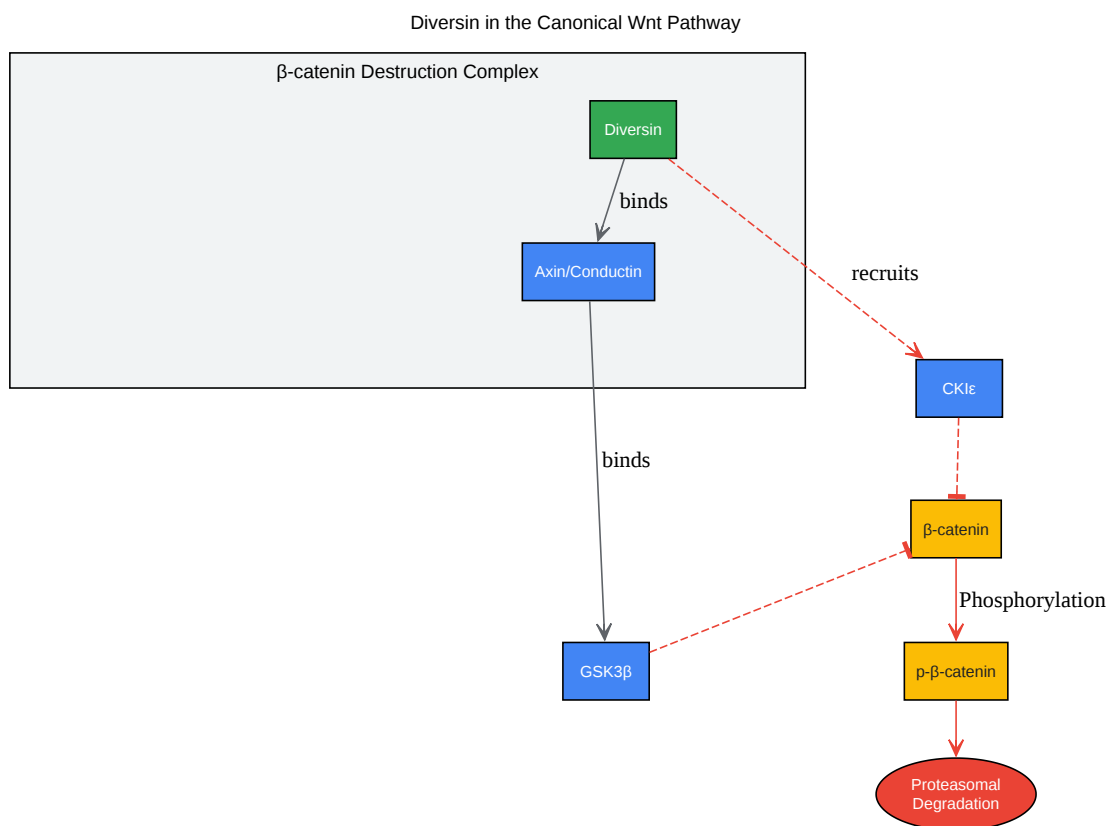 Diversin in the Canonical Wnt Pathway
β-catenin Destruction Complex
Diversin
binds
Axin/Conductin
recruits
CKIε
binds
β-catenin
Phosphorylation
GSK3β
p-β-catenin
Proteasomal
Degradation